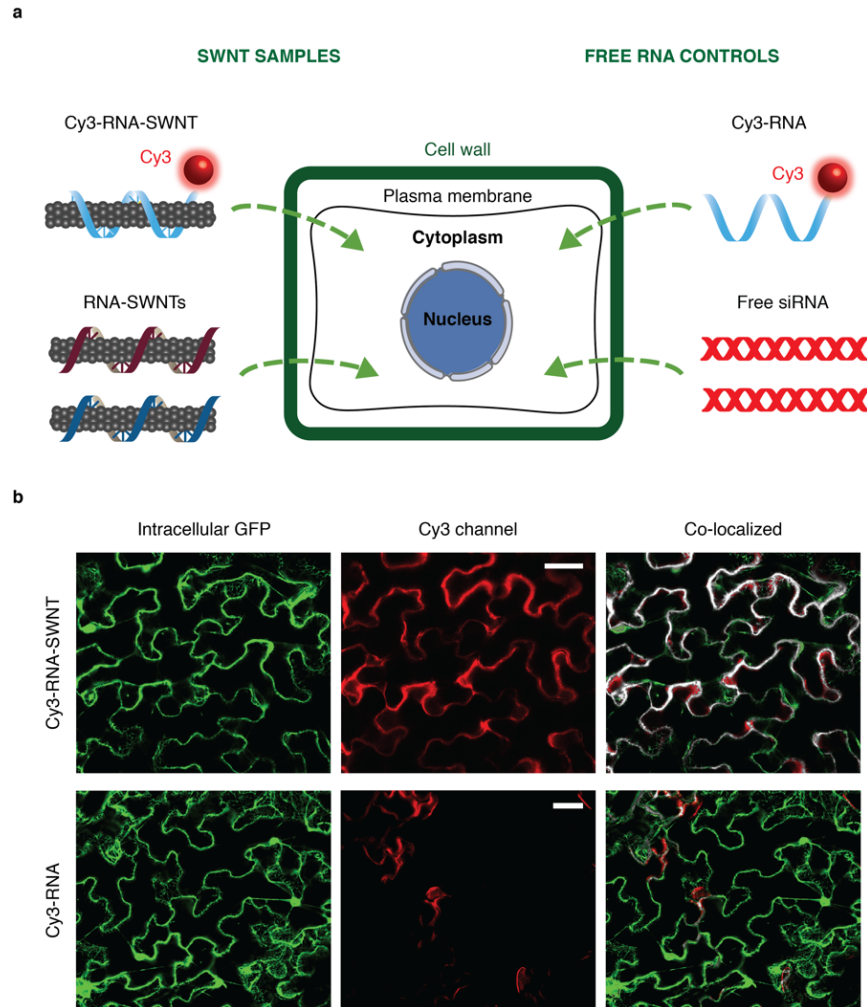 a
SWNT SAMPLES
FREE RNA CONTROLS
Cy3-RNA-SWNT
Cy3
Cell wall
Plasma membrane
Cytoplasm
Nucleus
Cy3-RNA
Cy3
RNA-SWNTs
Free siRNA
b
Intracellular GFP
Cy3 channel
Co-localized
Cy3-RNA-SWNT
Cy3-RNA